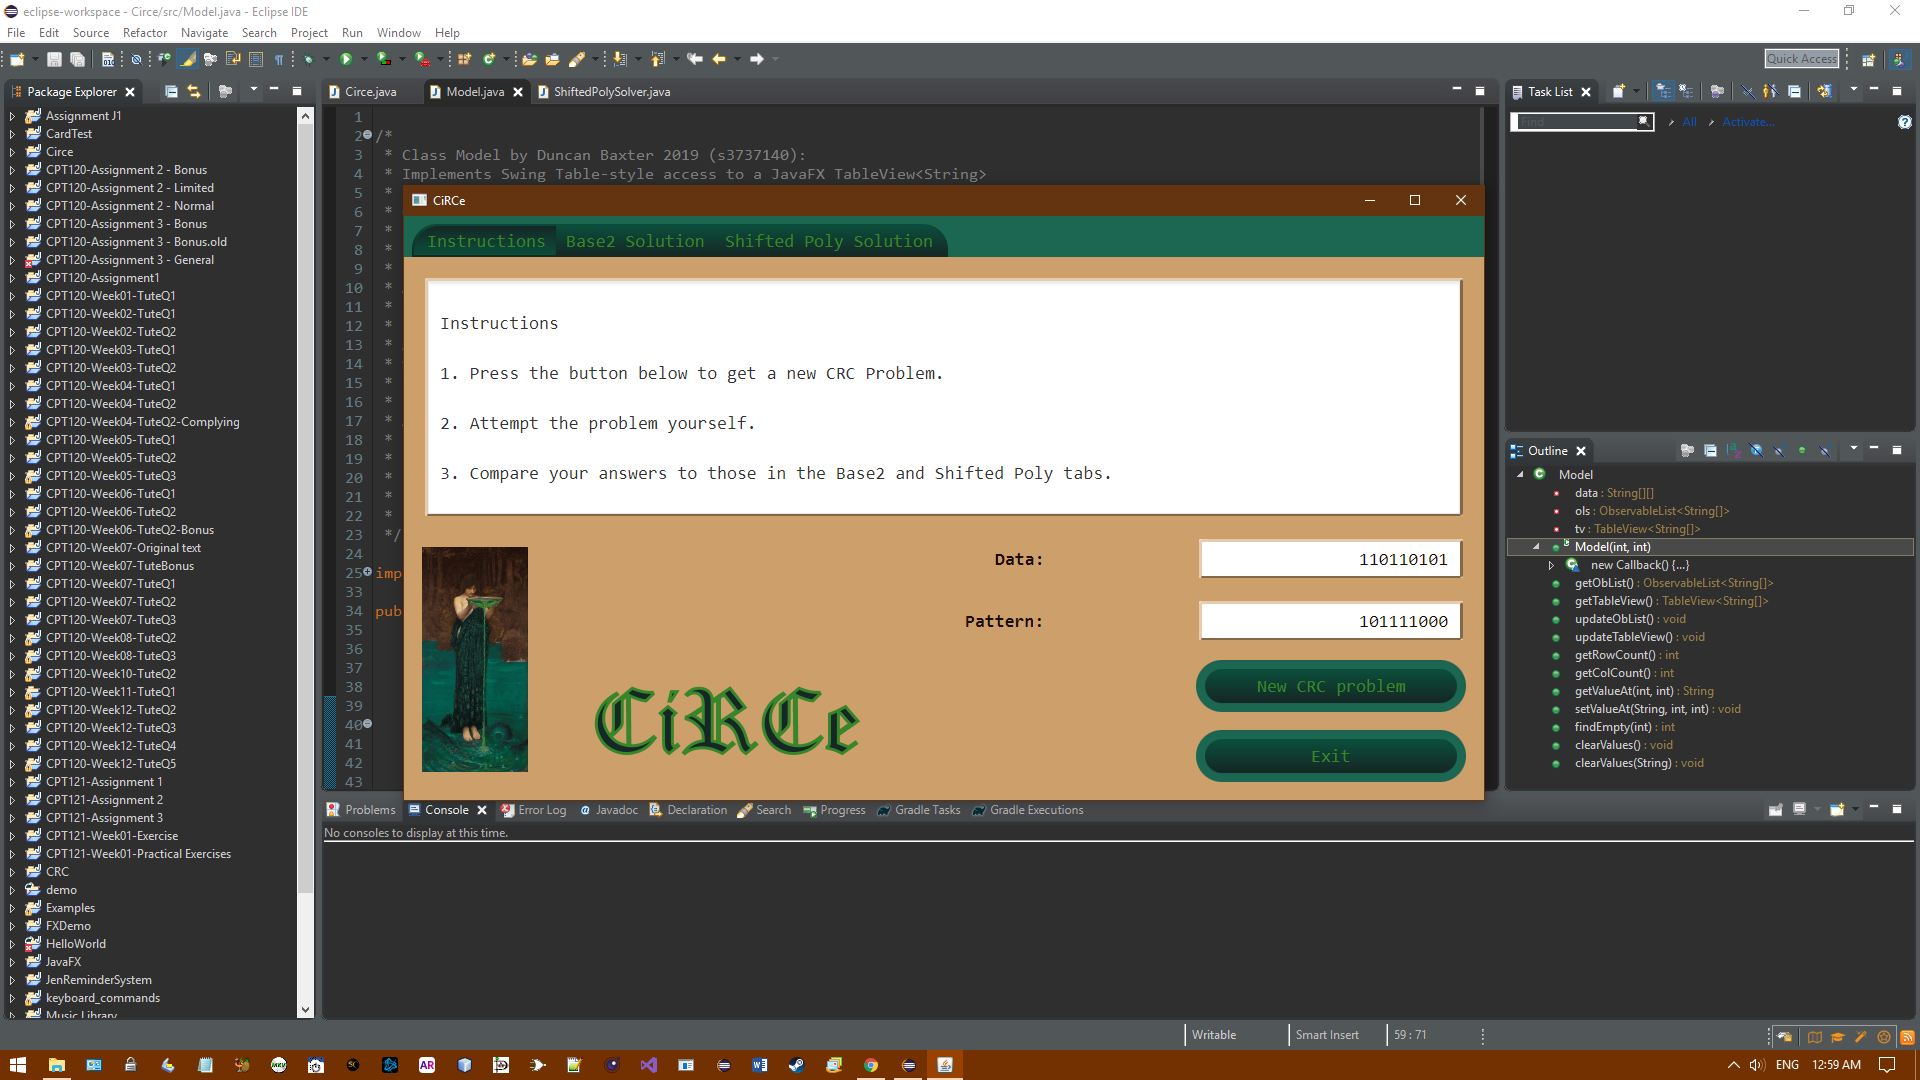 eclipse-workspace - Circe/src/Model.java - Eclipse IDE
File Edit Source Refactor Navigate Search Project Run Window Help
Quick Access
Package Explorer
Assignment J1
CardTest
Circe
CPT120-Assignment 2 - Bonus
CPT120-Assignment 2 - Limited
CPT120-Assignment 2 - Normal
CPT120-Assignment 3 - Bonus
CPT120-Assignment 3 - Bonus.old
CPT120-Assignment 3 - General
CPT120-Assignment1
CPT120-Week01-TuteQ1
CPT120-Week02-TuteQ1
CPT120-Week02-TuteQ2
CPT120-Week03-TuteQ1
CPT120-Week03-TuteQ2
CPT120-Week04-TuteQ1
CPT120-Week04-TuteQ2
CPT120-Week04-TuteQ2-Complying
CPT120-Week05-TuteQ1
CPT120-Week05-TuteQ2
CPT120-Week05-TuteQ3
CPT120-Week06-TuteQ1
CPT120-Week06-TuteQ2
CPT120-Week06-TuteQ2-Bonus
CPT120-Week07-Original text
CPT120-Week07-TuteBonus
CPT120-Week07-TuteQ1
CPT120-Week07-TuteQ2
CPT120-Week07-TuteQ3
CPT120-Week08-TuteQ2
CPT120-Week08-TuteQ3
CPT120-Week10-TuteQ2
CPT120-Week11-TuteQ1
CPT120-Week12-TuteQ2
CPT120-Week12-TuteQ3
CPT120-Week12-TuteQ4
CPT120-Week12-TuteQ5
CPT121-Assignment 1
CPT121-Assignment 2
CPT121-Assignment 3
CPT121-Week01-Exercise
CPT121-Week01-Practical Exercises
CRC
demo
Examples
FXDemo
HelloWorld
JavaFX
JenReminderSystem
keyboard_commands
Music Library
Circe.java Model.java ShiftedPolySolver.java
1
2 /*
3 * Class Model by Duncan Baxter 2019 (s3737140):
4 * Implements Swing Table-style access to a JavaFX TableView<String>
5 *
6 *
7 *
8 *
9 *
10 *
11 *
12 *
13 *
14 *
15 *
16 *
17 *
18 *
19 *
20 *
21 *
22 *
23 */
24
25 imp
33
34 pub
35
36
37
38
39
40
41
42
43
CiRCe
Instructions Base2 Solution Shifted Poly Solution
Instructions
1. Press the button below to get a new CRC Problem.
2. Attempt the problem yourself.
3. Compare your answers to those in the Base2 and Shifted Poly tabs.
Data: 110110101
Pattern: 101111000
CiRCe
New CRC problem
Exit
Task List
Find All Activate...
Outline
Model
data : String[][]
ols : ObservableList<String[]>
tv : TableView<String[]>
Model(int, int)
new Callback() {...}
getObList() : ObservableList<String[]>
getTableView() : TableView<String[]>
updateObList() : void
updateTableView() : void
getRowCount() : int
getColCount() : int
getValueAt(int, int) : String
setValueAt(String, int, int) : void
findEmpty(int) : int
clearValues() : void
clearValues(String) : void
Problems Console Error Log Javadoc Declaration Search Progress Gradle Tasks Gradle Executions
No consoles to display at this time.
Writable Smart Insert 59 : 71
ENG 12:59 AM